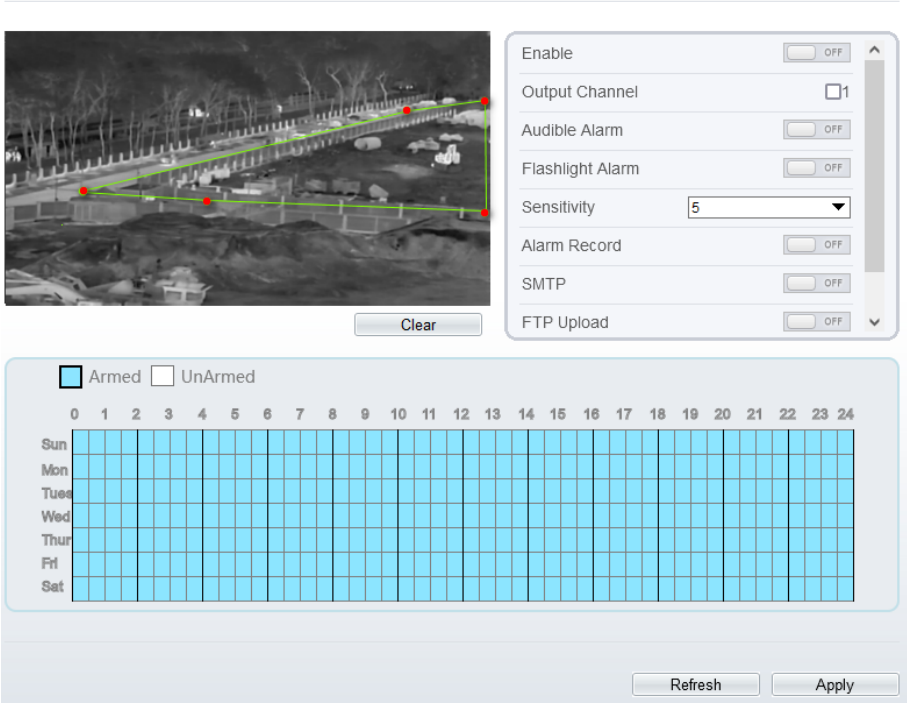 Enable OFF
Output Channel 1
Audible Alarm OFF
Flashlight Alarm OFF
Sensitivity 5
Alarm Record OFF
SMTP OFF
FTP Upload OFF
Clear
Armed UnArmed
0 1 2 3 4 5 6 7 8 9 10 11 12 13 14 15 16 17 18 19 20 21 22 23 24
Sun
Mon
Tues
Wed
Thur
Fri
Sat
Refresh Apply